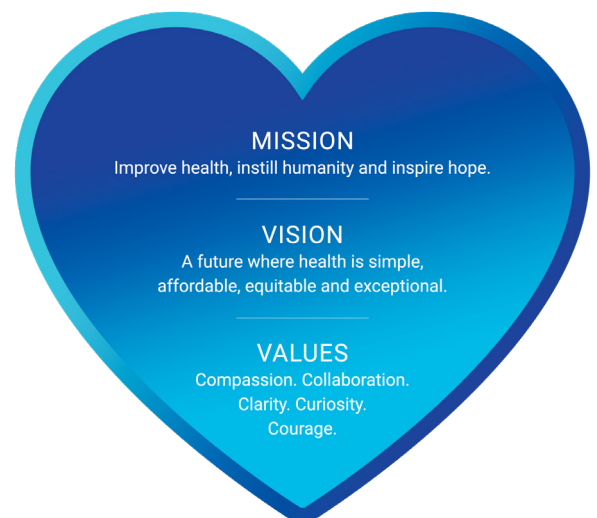 MISSION
Improve health, instill humanity and inspire hope.
VISION
A future where health is simple,
affordable, equitable and exceptional.
VALUES
Compassion. Collaboration.
Clarity. Curiosity.
Courage.